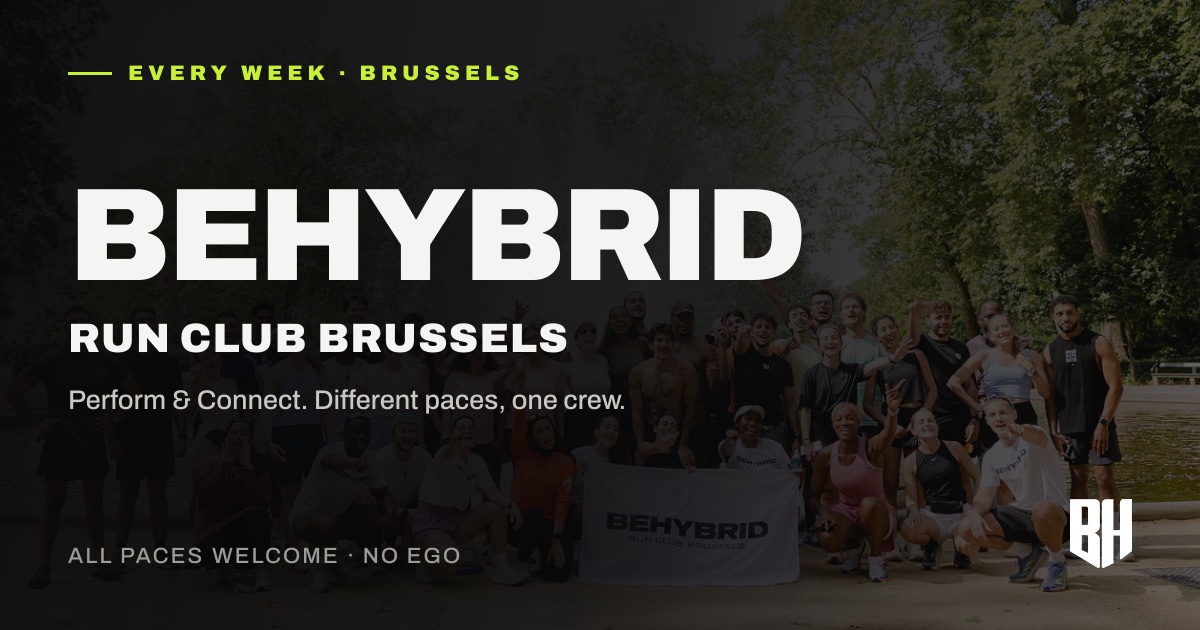 EVERY WEEK · BRUSSELS
BEHYBRID
RUN CLUB BRUSSELS
Perform & Connect. Different paces, one crew.
BEHYBRID
BEHYBRID
RUN CLUB BRUSSELS
ALL PACES WELCOME · NO EGO
BH